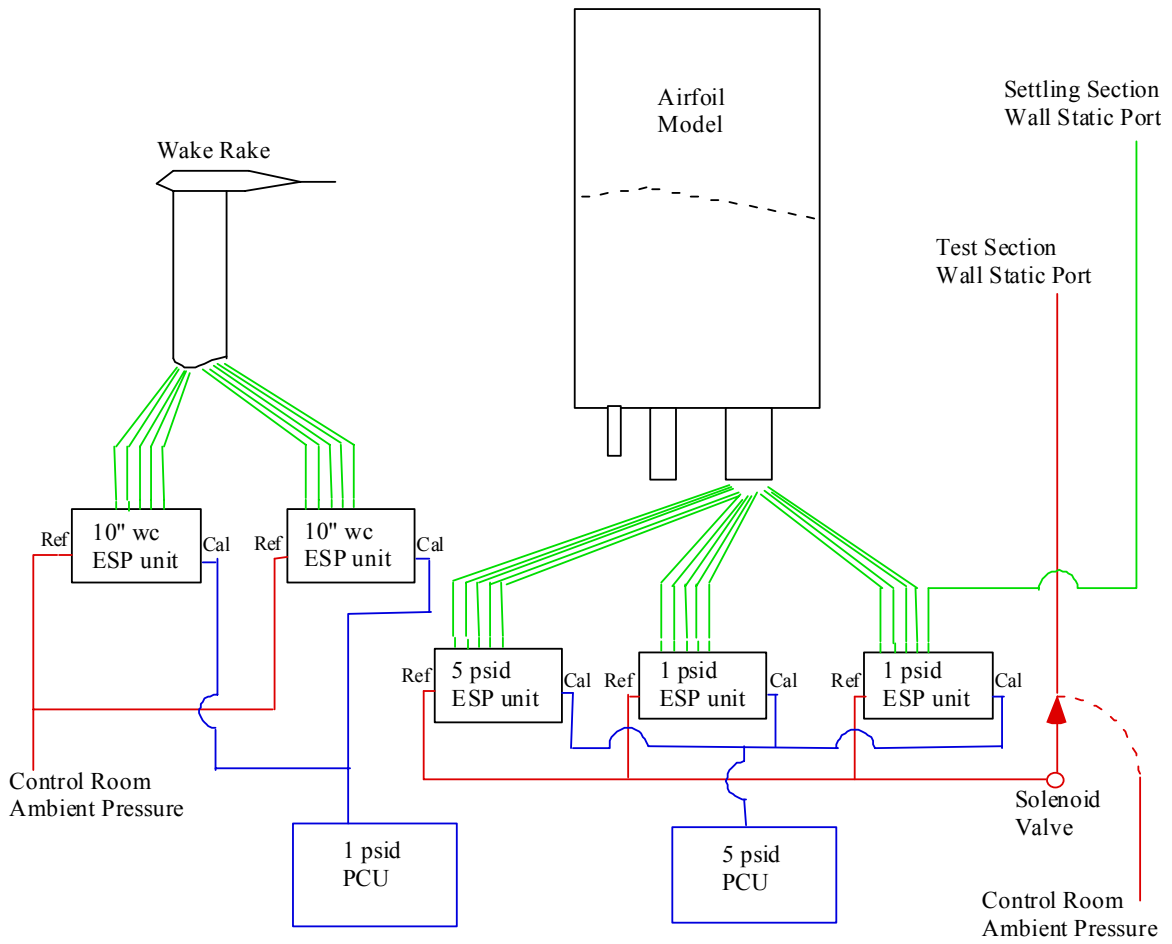 Airfoil
Model
Settling Section
Wall Static Port
Wake Rake
Test Section
Wall Static Port
10" wc
ESP unit
Ref
Cal
10" wc
ESP unit
Ref
Cal
5 psid
ESP unit
Ref
Cal
1 psid
ESP unit
Ref
Cal
1 psid
ESP unit
Ref
Cal
Control Room
Ambient Pressure
Solenoid
Valve
1 psid
PCU
5 psid
PCU
Control Room
Ambient Pressure